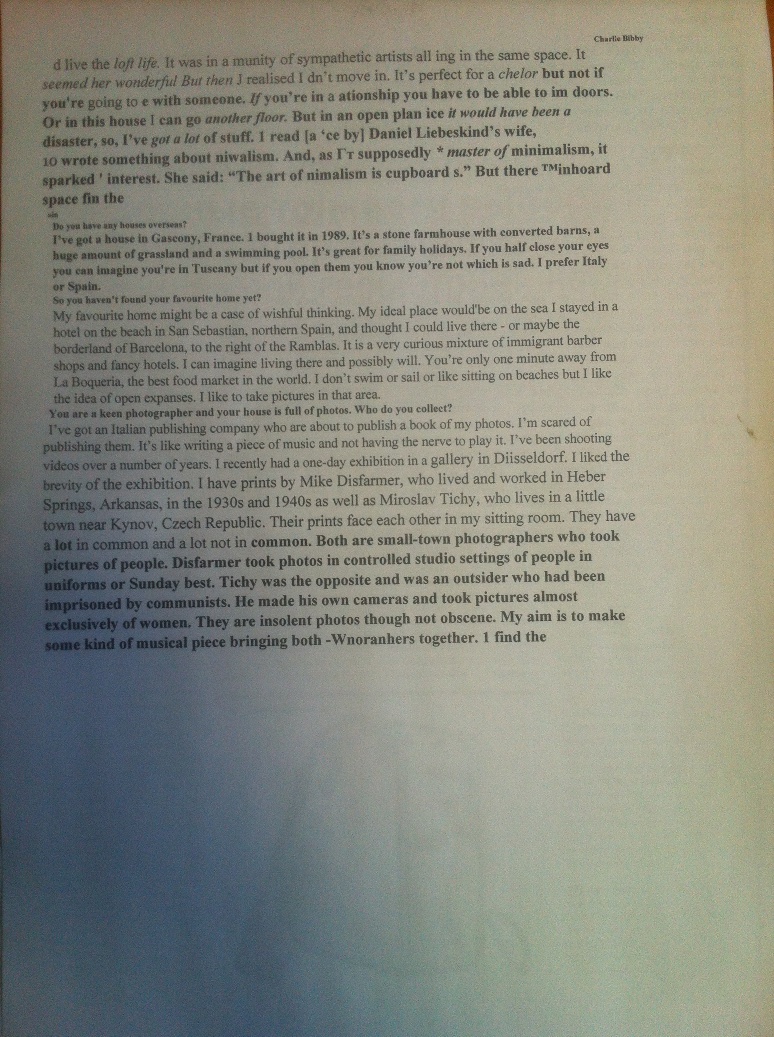 Charlie Bibby
d live the loft life. It was in a munity of sympathetic artists all ing in the same space. It
seemed her wonderful But then J realised I dn't move in. It's perfect for a chelor but not if
you're going to e with someone. If you're in a ationship you have to be able to im doors.
Or in this house I can go another floor. But in an open plan ice it would have been a
disaster, so, I've got a lot of stuff. 1 read [a 'ce by] Daniel Liebeskind's wife,
10 wrote something about niwalism. And, as I'т supposedly * master of minimalism, it
sparked ' interest. She said: “The art of nimalism is cupboard s.” But there ™inhoard
space fin the
Do you have any houses overseas?
I've got a house in Gascony, France. 1 bought it in 1989. It's a stone farmhouse with converted barns, a
huge amount of grassland and a swimming pool. It's great for family holidays. If you half close your eyes
you can imagine you're in Tuscany but if you open them you know you're not which is sad. I prefer Italy
or Spain.
So you haven't found your favourite home yet?
My favourite home might be a case of wishful thinking. My ideal place would'be on the sea I stayed in a
hotel on the beach in San Sebastian, northern Spain, and thought I could live there - or maybe the
borderland of Barcelona, to the right of the Ramblas. It is a very curious mixture of immigrant barber
shops and fancy hotels. I can imagine living there and possibly will. You're only one minute away from
La Boqueria, the best food market in the world. I don't swim or sail or like sitting on beaches but I like
the idea of open expanses. I like to take pictures in that area.
You are a keen photographer and your house is full of photos. Who do you collect?
I've got an Italian publishing company who are about to publish a book of my photos. I'm scared of
publishing them. It's like writing a piece of music and not having the nerve to play it. I've been shooting
videos over a number of years. I recently had a one-day exhibition in a gallery in Diisseldorf. I liked the
brevity of the exhibition. I have prints by Mike Disfarmer, who lived and worked in Heber
Springs, Arkansas, in the 1930s and 1940s as well as Miroslav Tichy, who lives in a little
town near Kynov, Czech Republic. Their prints face each other in my sitting room. They have
a lot in common and a lot not in common. Both are small-town photographers who took
pictures of people. Disfarmer took photos in controlled studio settings of people in
uniforms or Sunday best. Tichy was the opposite and was an outsider who had been
imprisoned by communists. He made his own cameras and took pictures almost
exclusively of women. They are insolent photos though not obscene. My aim is to make
some kind of musical piece bringing both -Wnoranhers together. 1 find the